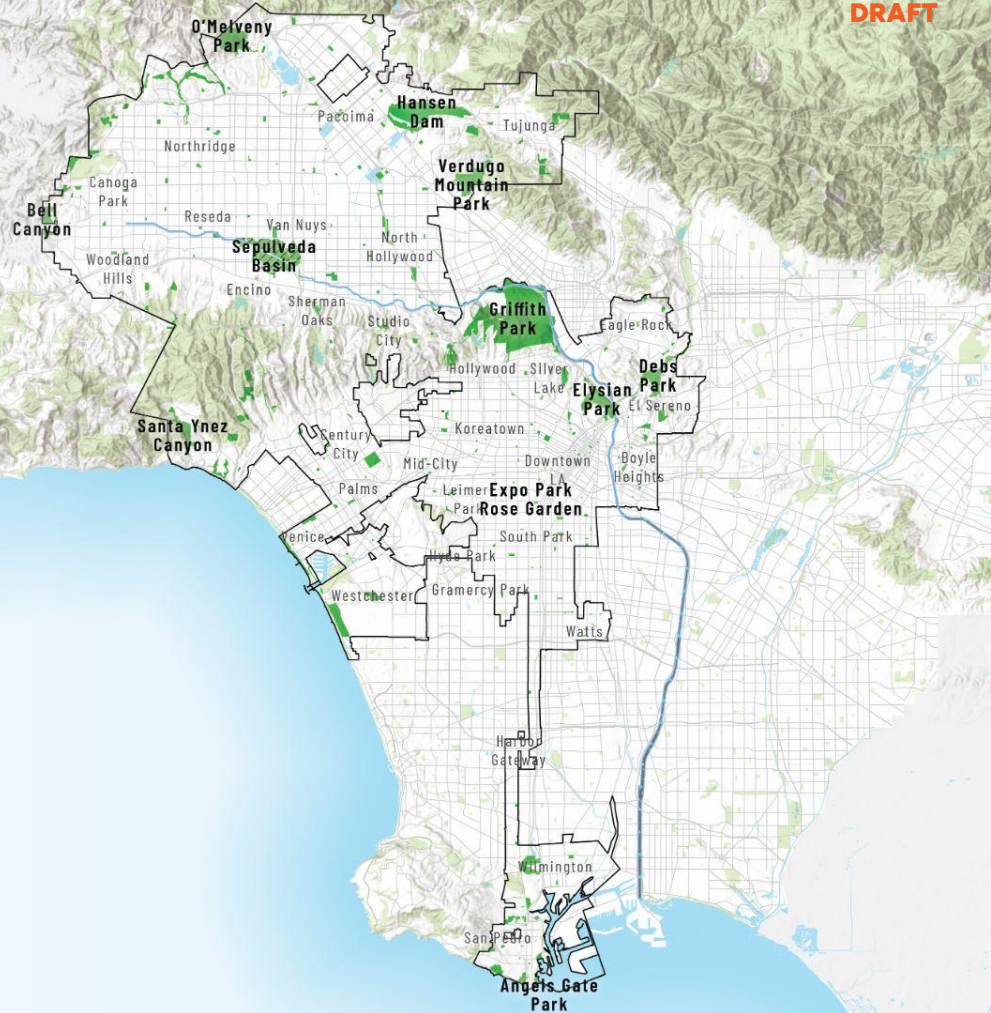 DRAFT
O'Melveny
Park
Hansen
Dam
Pacoima
Tujunga
Northridge
Verdugo
Mountain
Park
Canoga
Park
Bell
Canyon
Reseda
Van Nuys
North
Hollywood
Sepulveda
Basin
Woodland
Hills
Encino
Sherman
Oaks
Studio
City
Griffith
Park
Eagle Rock
Hollywood
Silver
Lake
Debs
Park
Elysian
Park
El Sereno
Santa Ynez
Canyon
Century
City
Koreatown
Mid-City
Downtown
LA
Boyle
Heights
Palms
Leimert
Park
Expo Park
Rose Garden
Venice
South Park
Hyde Park
Westchester
Gramercy Park
Watts
Harbor
Gateway
Wilmington
San Pedro
Angels Gate
Park